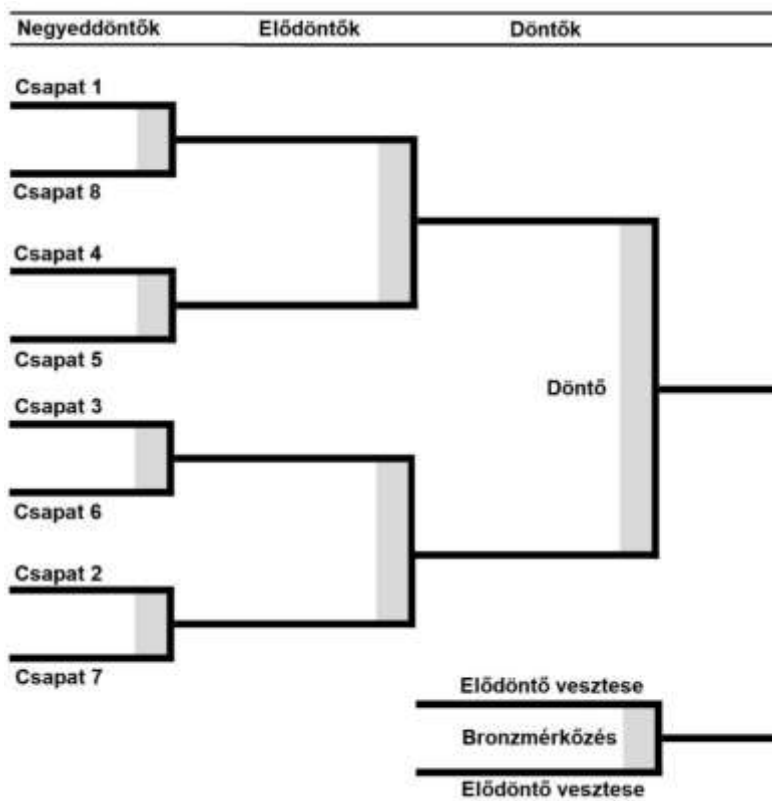 Negyeddöntők Elődöntők Döntők
Csapat 1
Csapat 8
Csapat 4
Csapat 5
Döntő
Csapat 3
Csapat 6
Csapat 2
Csapat 7
Elődöntő vesztese
Bronzmérkőzés
Elődöntő vesztese